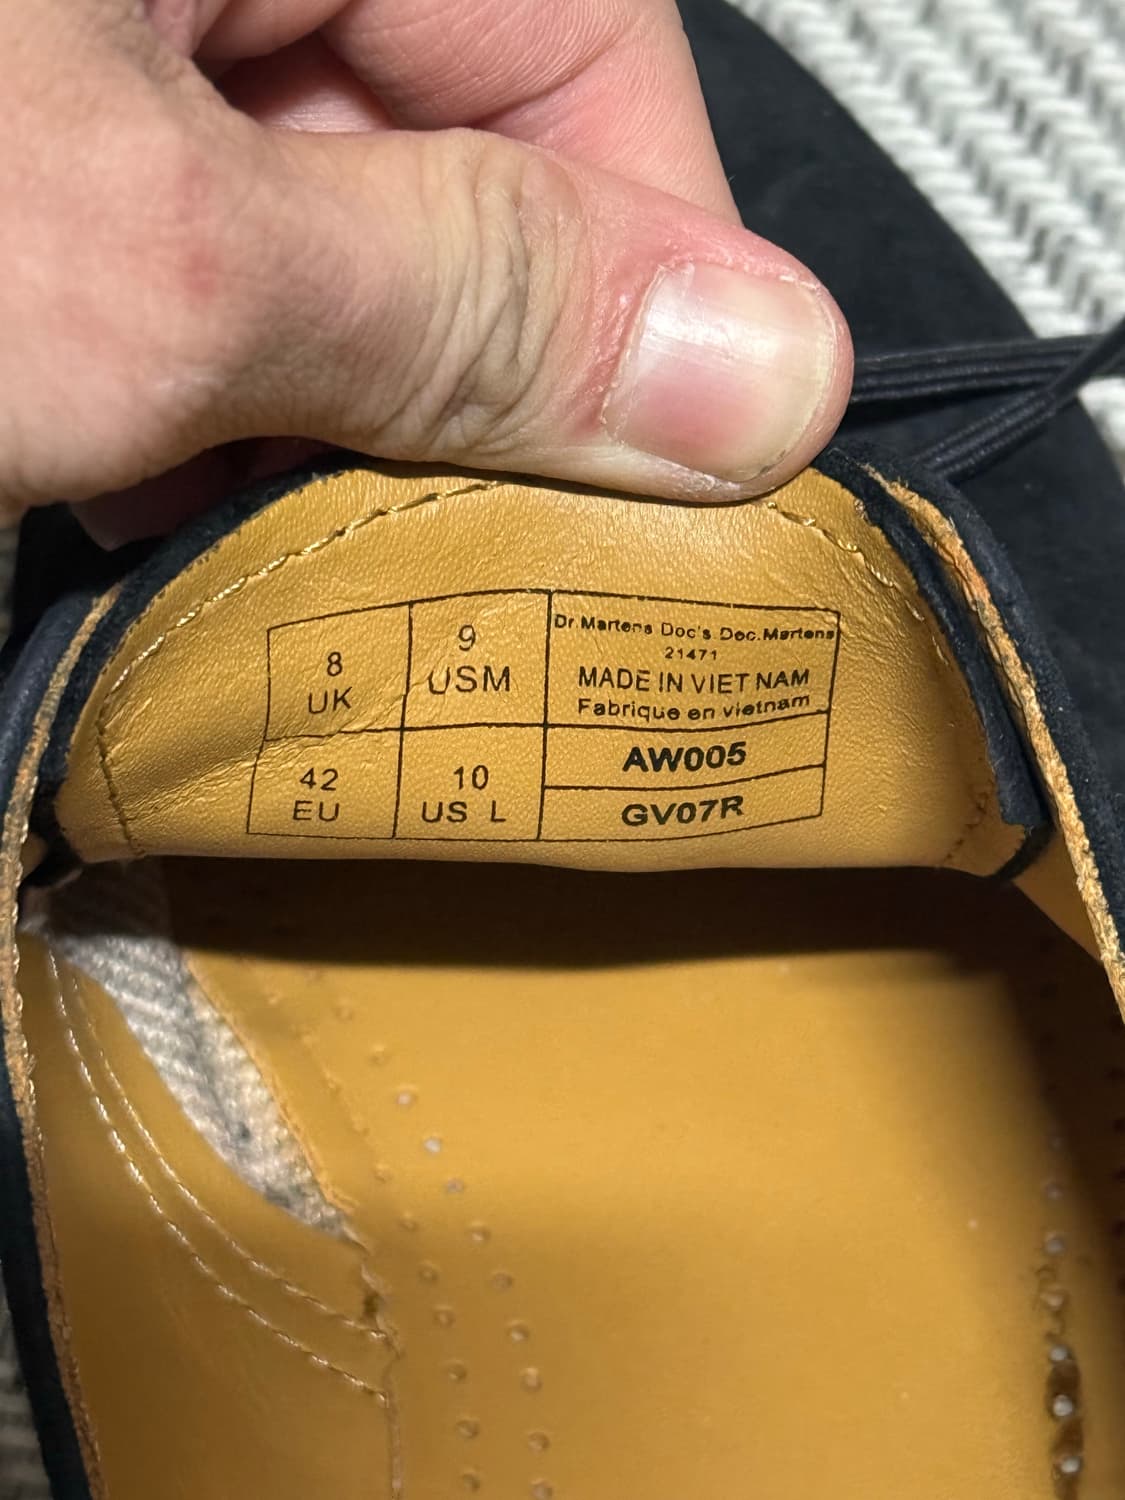 8
UK
9
USM
42
EU
10
US L
Dr.Martens Doc's Doc.Martens
21471
MADE IN VIET NAM
Fabrique en vietnam
AW005
GV07R